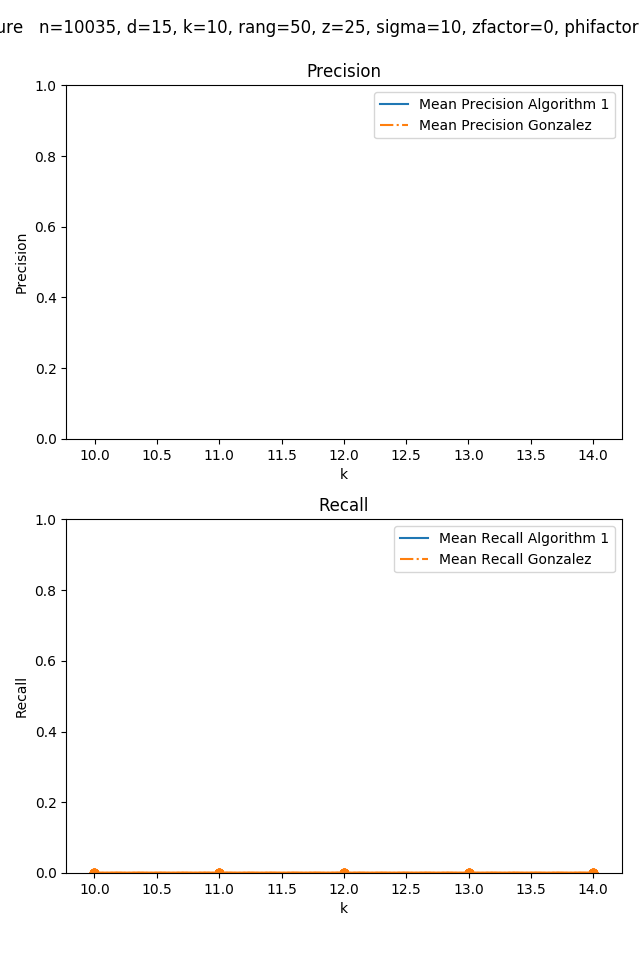 n=10035, d=15, k=10, rang=50, z=25, sigma=10, zfactor=0, phifactor
Precision
1.0
Mean Precision Algorithm 1
Mean Precision Gonzalez
0.8
0.6
Precision
0.4
0.2
0.0
10.0 10.5 11.0 11.5 12.0 12.5 13.0 13.5 14.0
k
Recall
1.0
Mean Recall Algorithm 1
Mean Recall Gonzalez
0.8
0.6
Recall
0.4
0.2
0.0
10.0 10.5 11.0 11.5 12.0 12.5 13.0 13.5 14.0
k